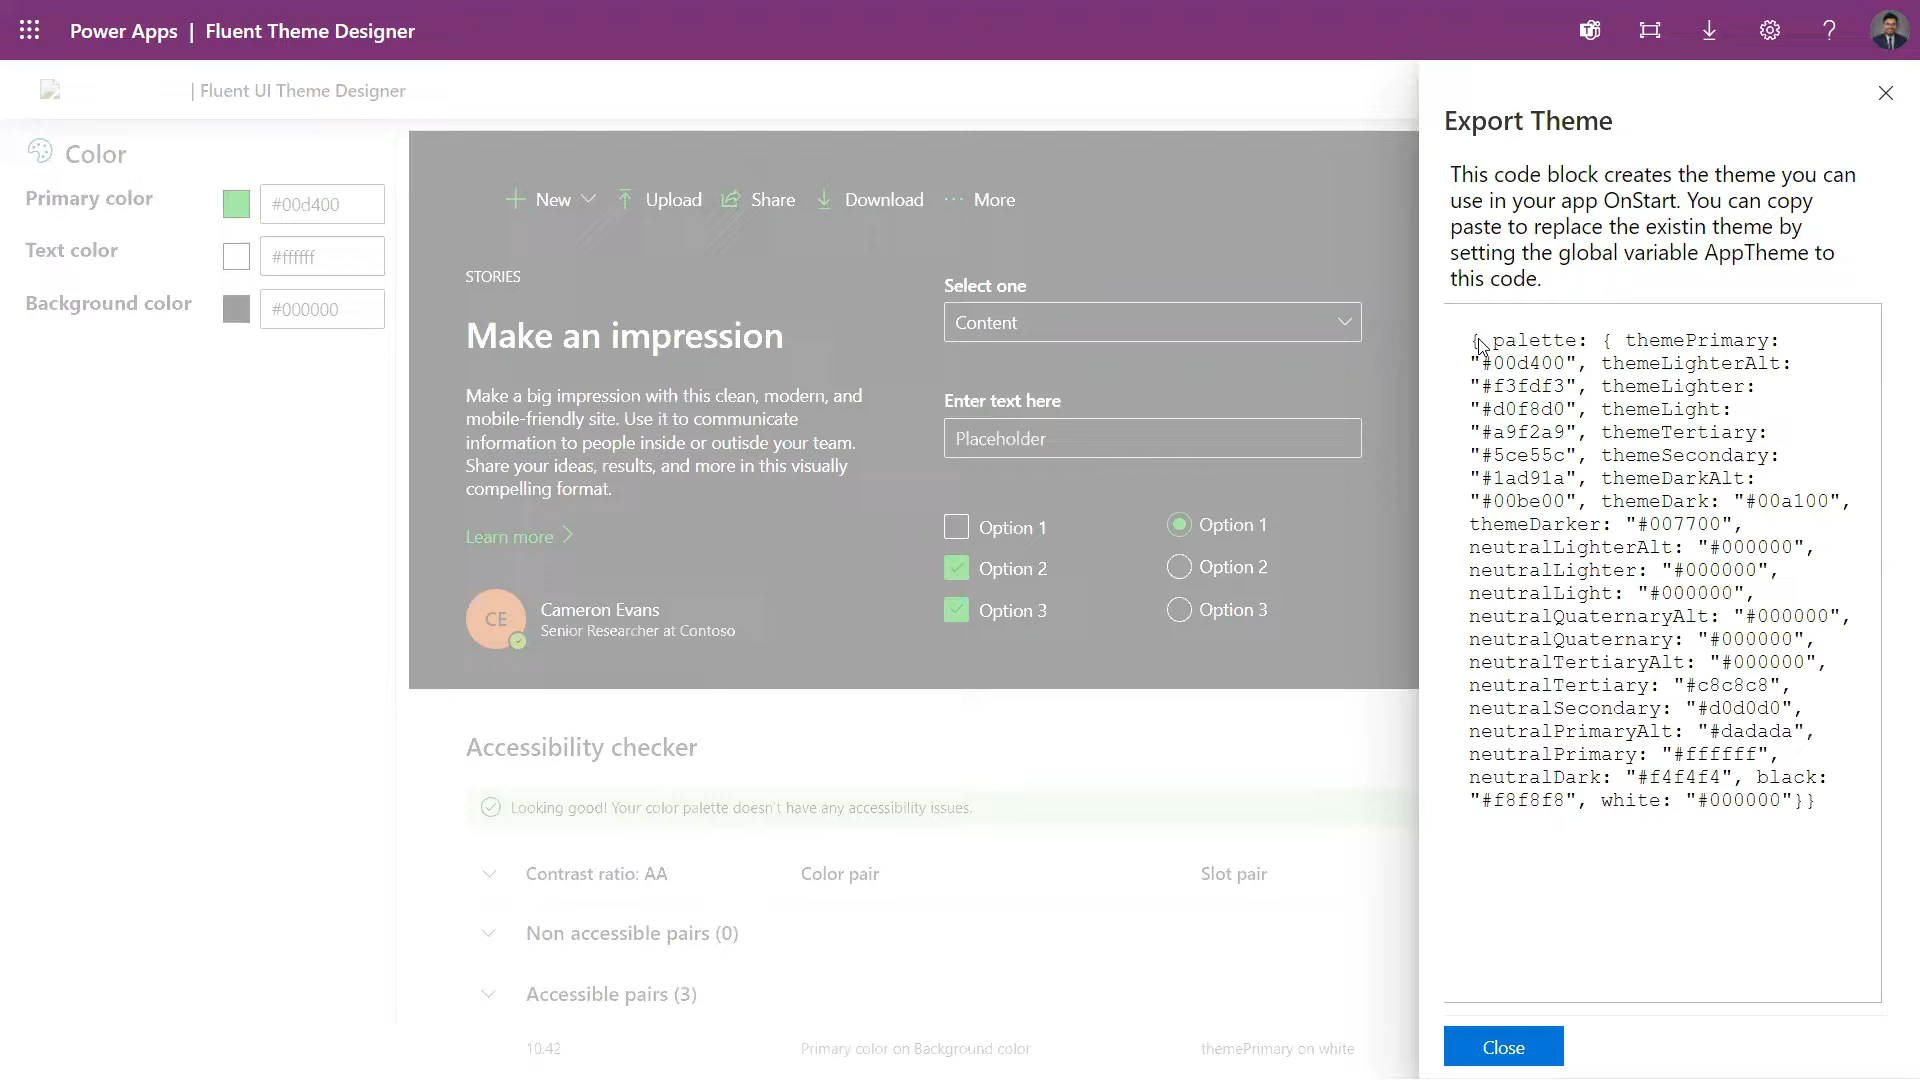 Power Apps | Fluent Theme Designer
| Fluent UI Theme Designer
Color
Primary color
#00d400
Text color
#ffffff
Background color
#000000
New
Upload
Share
Download
More
STORIES
Make an impression
Make a big impression with this clean, modern, and
mobile-friendly site. Use it to communicate
information to people inside or outisde your team.
Share your ideas, results, and more in this visually
compelling format.
Learn more
CE
Cameron Evans
Senior Researcher at Contoso
Select one
Content
Enter text here
Placeholder
Option 1
Option 2
Option 3
Option 1
Option 2
Option 3
Accessibility checker
Looking good! Your color palette doesn't have any accessibility issues.
Contrast ratio: AA
Color pair
Slot pair
Non accessible pairs (0)
Accessible pairs (3)
10.42
Primary color on Background color
themePrimary on white
Export Theme
This code block creates the theme you can
use in your app OnStart. You can copy
paste to replace the existin theme by
setting the global variable AppTheme to
this code.
{ palette: { themePrimary:
"#00d400", themeLighterAlt:
"#f3fdf3", themeLighter:
"#d0f8d0", themeLight:
"#a9f2a9", themeTertiary:
"#5ce55c", themeSecondary:
"#1ad91a", themeDarkAlt:
"#00be00", themeDark: "#00a100",
themeDarker: "#007700",
neutralLighterAlt: "#000000",
neutralLighter: "#000000",
neutralLight: "#000000",
neutralQuaternaryAlt: "#000000",
neutralQuaternary: "#000000",
neutralTertiaryAlt: "#000000",
neutralTertiary: "#c8c8c8",
neutralSecondary: "#d0d0d0",
neutralPrimaryAlt: "#dadada",
neutralPrimary: "#ffffff",
neutralDark: "#f4f4f4", black:
"#f8f8f8", white: "#000000"}}
Close